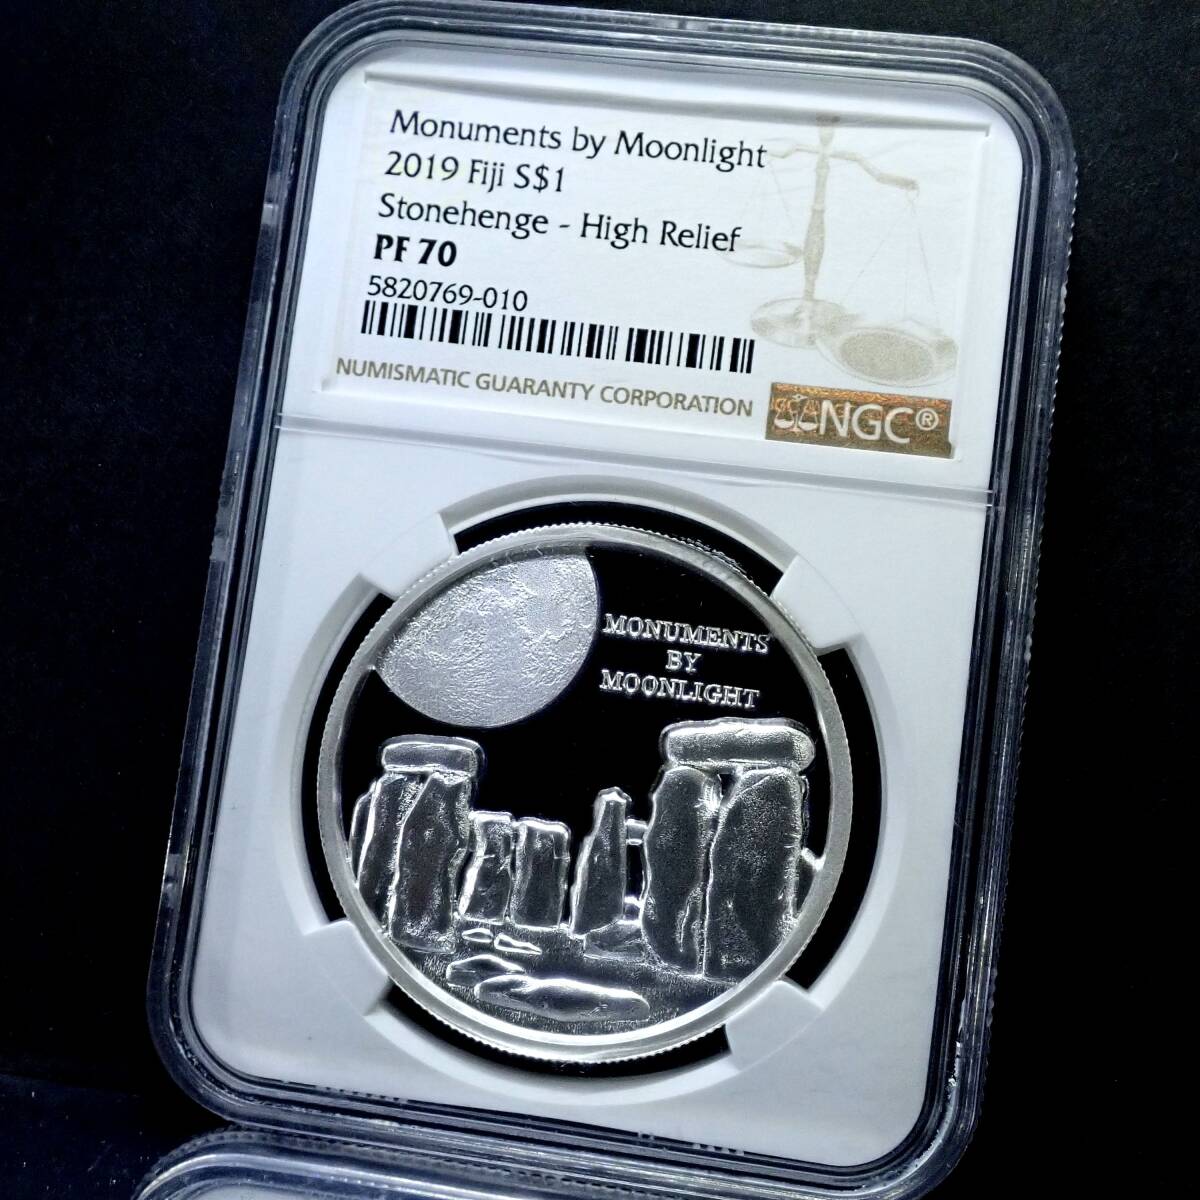 Monuments by Moonlight
2019 Fiji S$1
Stonehenge - High Relief
PF 70
5820769-010
NUMISMATIC GUARANTY CORPORATION
NGC®
MONUMENTS
BY
MOONLIGHT